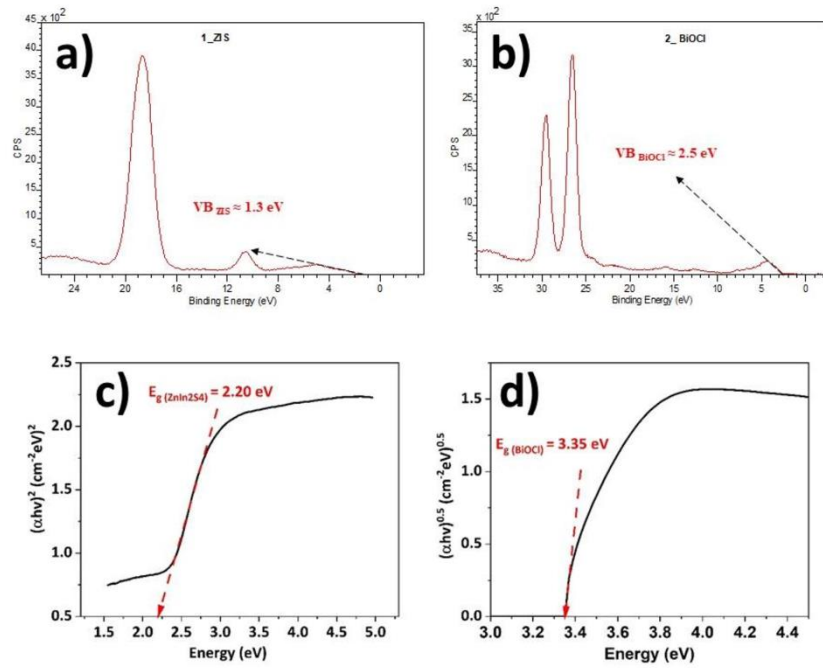 a)
1_ZIS
45 x 10²
40
35
30
25
20
15
10
5
CPS
VB ZIS ≈ 1.3 eV
24 20 16 12 8 4 0
Binding Energy (eV)
b)
2_ BiOCl
x 10²
35
30
25
20
15
10
5
CPS
VB BiOCl ≈ 2.5 eV
35 30 25 20 15 10 5 0
Binding Energy (eV)
c)
Eg (ZnIn2S4) = 2.20 eV
2.5
2.0
1.5
1.0
0.5
(αhv)² (cm⁻²eV)²
1.5 2.0 2.5 3.0 3.5 4.0 4.5 5.0
Energy (eV)
d)
Eg (BiOCl) = 3.35 eV
1.5
1.0
0.5
0.0
(αhv)⁰·⁵ (cm⁻²eV)⁰·⁵
3.0 3.2 3.4 3.6 3.8 4.0 4.2 4.4
Energy (eV)